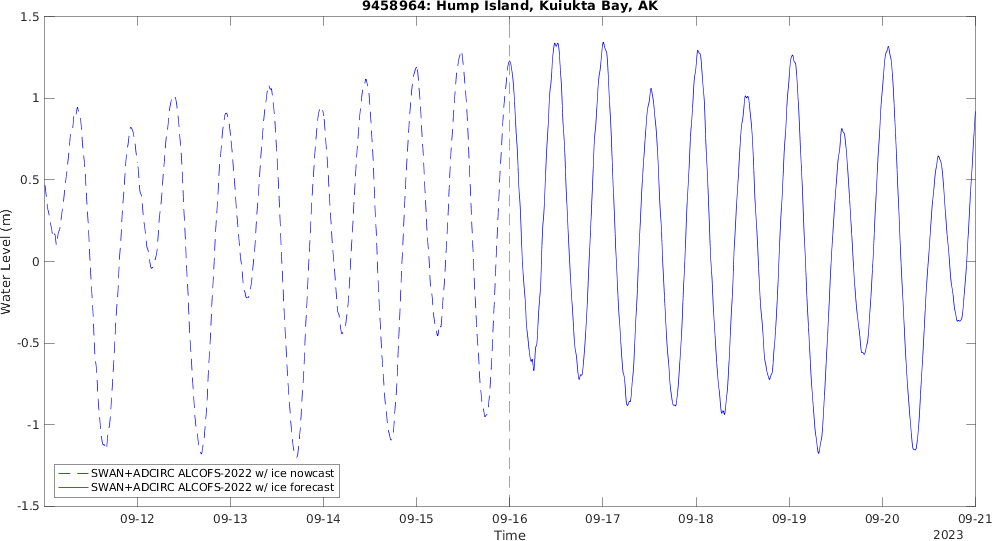 9458964: Hump Island, Kuiukta Bay, AK
1.5
1
0.5
0
-0.5
-1
-1.5
Water Level (m)
SWAN+ADCIRC ALCOFS-2022 w/ ice nowcast
SWAN+ADCIRC ALCOFS-2022 w/ ice forecast
09-12 09-13 09-14 09-15 09-16 09-17 09-18 09-19 09-20 09-21
Time
2023